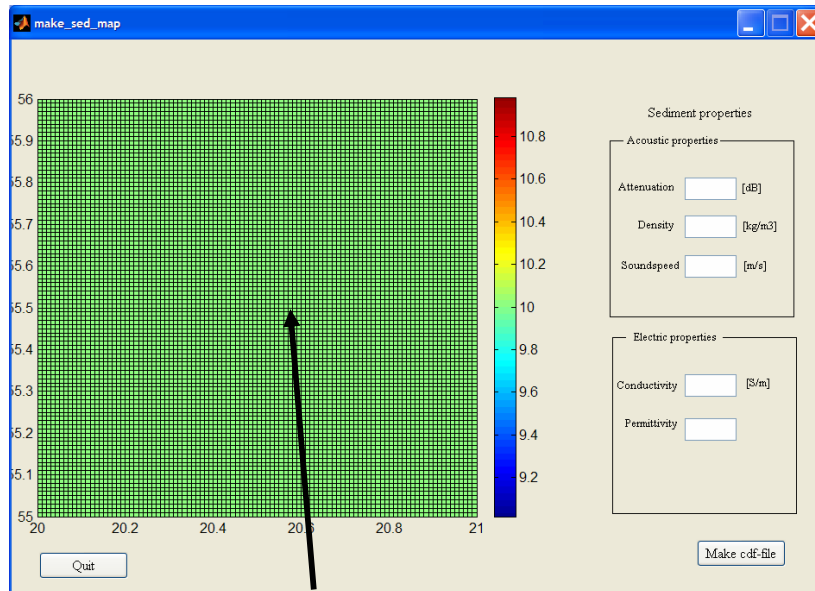 make_sed_map
56
55.9
55.8
55.7
55.6
55.5
55.4
55.3
55.2
55.1
55
20 20.2 20.4 20.6 20.8 21
10.8
10.6
10.4
10.2
10
9.8
9.6
9.4
9.2
Sediment properties
Acoustic properties
Attenuation [dB]
Density [kg/m3]
Soundspeed [m/s]
Electric properties
Conductivity [S/m]
Permittivity
Quit
Make cdf-file